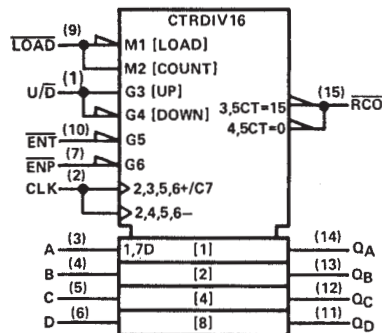 CTRDIV16
LOAD (9) M1 [LOAD]
M2 [COUNT]
U/D (1) G3 [UP]
G4 [DOWN]
ENT (10) G5
ENP (7) G6
CLK (2) 2,3,5,6+/C7
2,4,5,6−
3,5CT=15 (15) RCO
4,5CT=0
A (3) 1,7D [1] (14) QA
B (4) [2] (13) QB
C (5) [4] (12) QC
D (6) [8] (11) QD